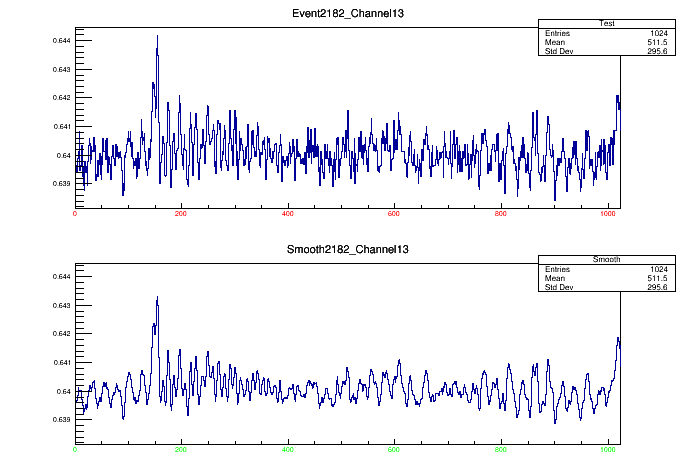 Event2182_Channel13
Test
Entries 1024
Mean 511.5
Std Dev 295.6
0.644
0.643
0.642
0.641
0.64
0.639
0 200 400 600 800 1000
Smooth2182_Channel13
Smooth
Entries 1024
Mean 511.5
Std Dev 295.6
0.644
0.643
0.642
0.641
0.64
0.639
0 200 400 600 800 1000